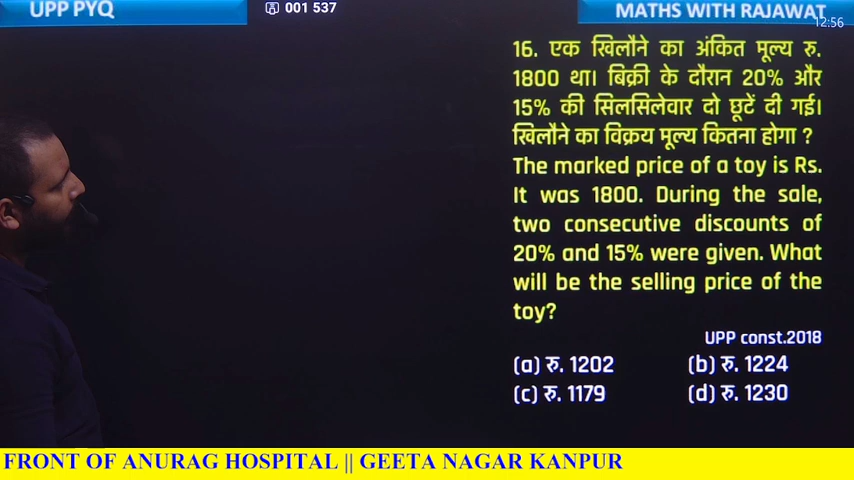 UPP PYQ
001 537
MATHS WITH RAJAWAT
12:56
16. एक खिलौने का अंकित मूल्य रु.
1800 था। बिक्री के दौरान 20% और
15% की सिलसिलेवार दो छूटें दी गई।
खिलौने का विक्रय मूल्य कितना होगा ?
The marked price of a toy is Rs.
It was 1800. During the sale,
two consecutive discounts of
20% and 15% were given. What
will be the selling price of the
toy?
UPP const.2018
(a) रु. 1202 (b) रु. 1224
(c) रु. 1179 (d) रु. 1230
FRONT OF ANURAG HOSPITAL || GEETA NAGAR KANPUR